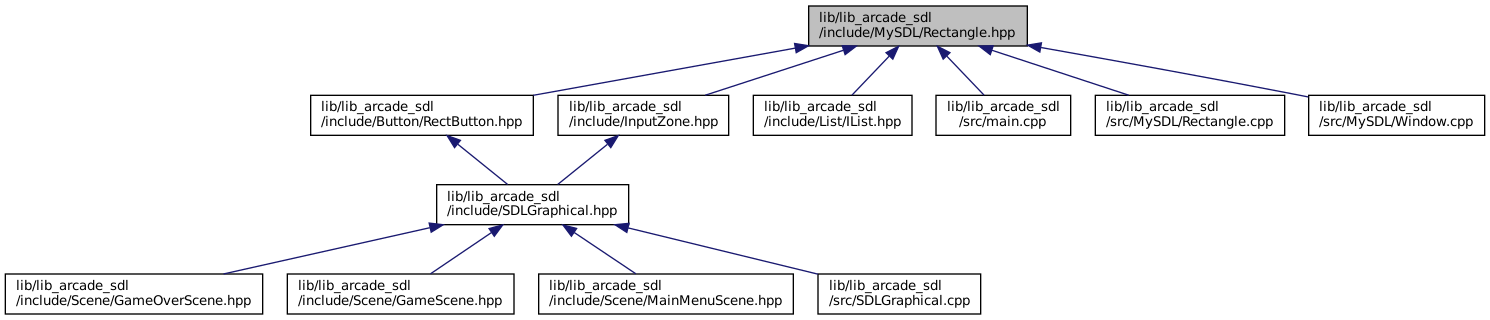 lib/lib_arcade_sdl
/include/MySDL/Rectangle.hpp
lib/lib_arcade_sdl
/include/Button/RectButton.hpp
lib/lib_arcade_sdl
/include/InputZone.hpp
lib/lib_arcade_sdl
/include/List/IList.hpp
lib/lib_arcade_sdl
/src/main.cpp
lib/lib_arcade_sdl
/src/MySDL/Rectangle.cpp
lib/lib_arcade_sdl
/src/MySDL/Window.cpp
lib/lib_arcade_sdl
/include/SDLGraphical.hpp
lib/lib_arcade_sdl
/include/Scene/GameOverScene.hpp
lib/lib_arcade_sdl
/include/Scene/GameScene.hpp
lib/lib_arcade_sdl
/include/Scene/MainMenuScene.hpp
lib/lib_arcade_sdl
/src/SDLGraphical.cpp